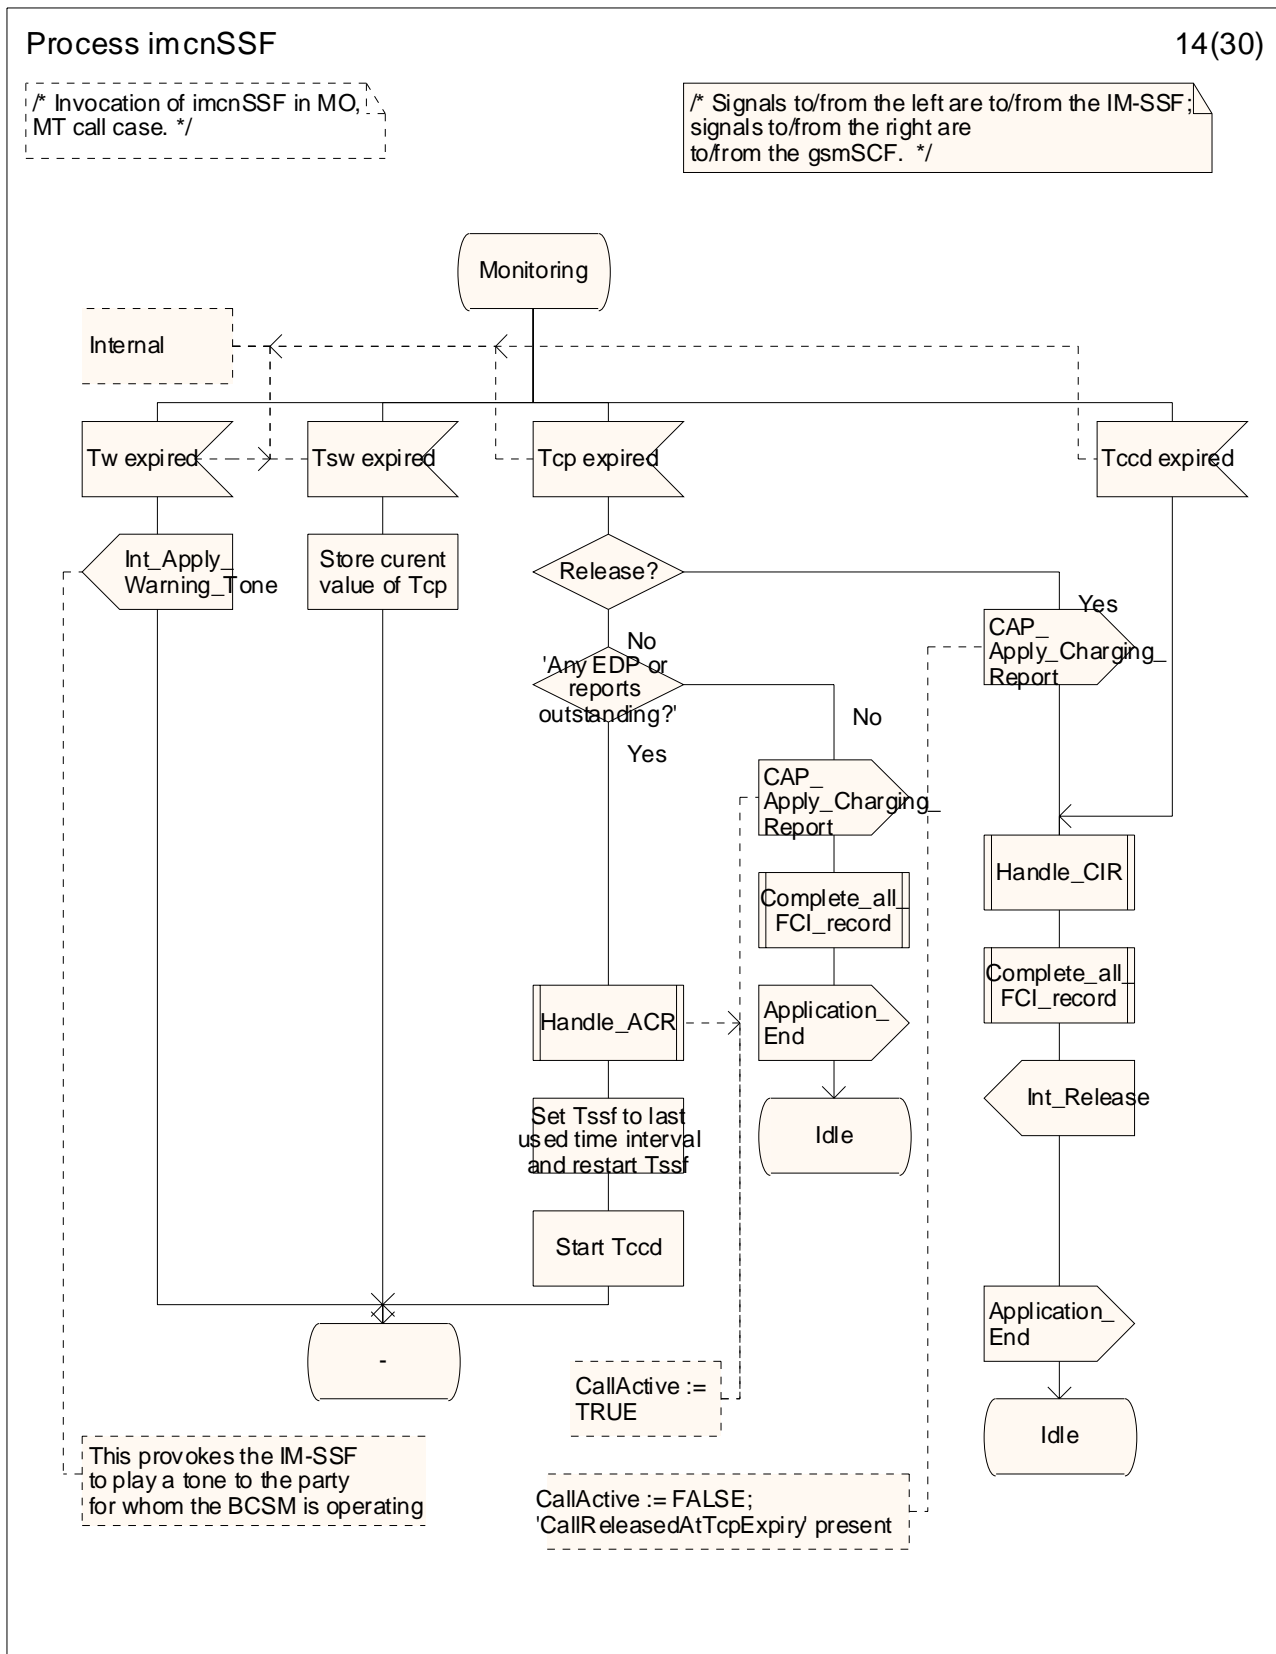 Process imcnSSF
14(30)
/* Invocation of imcnSSF in MO,
MT call case. */
/* Signals to/from the left are to/from the IM-SSF;
signals to/from the right are
to/from the gsmSCF. */
Monitoring
Internal
Tw expired
Tsw expired
Tcp expired
Tccd expired
Int_Apply_
Warning_Tone
Store curent
value of Tcp
Release?
Yes
No
CAP_
Apply_Charging_
Report
'Any EDP or
reports
outstanding?'
No
Yes
CAP_
Apply_Charging_
Report
Handle_CIR
Complete_all_
FCI_record
Complete_all_
FCI_record
Handle_ACR
Application_
End
Int_Release
Set Tssf to last
used time interval
and restart Tssf
Idle
Start Tccd
Application_
End
-
CallActive :=
TRUE
Idle
This provokes the IM-SSF
to play a tone to the party
for whom the BCSM is operating
CallActive := FALSE;
'CallReleasedAtTcpExpiry' present